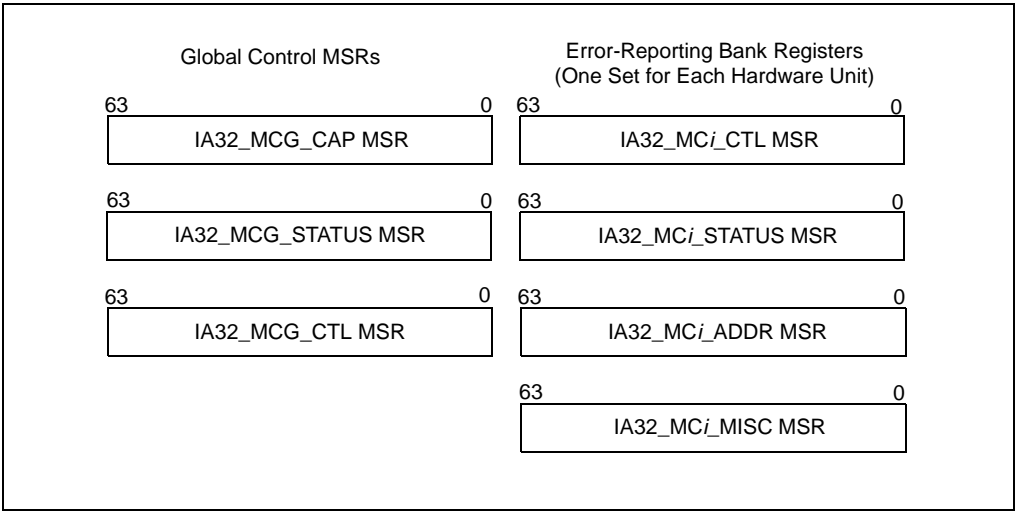 Global Control MSRs
Error-Reporting Bank Registers
(One Set for Each Hardware Unit)
63 0 63 0
IA32_MCG_CAP MSR IA32_MCi_CTL MSR
63 0 63 0
IA32_MCG_STATUS MSR IA32_MCi_STATUS MSR
63 0 63 0
IA32_MCG_CTL MSR IA32_MCi_ADDR MSR
63 0
IA32_MCi_MISC MSR